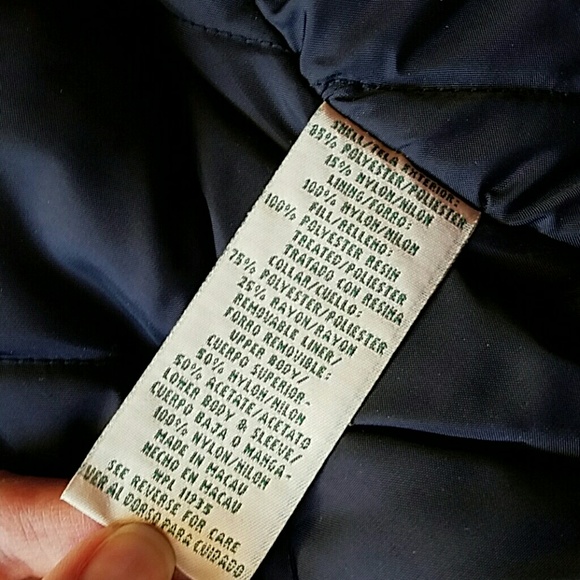 SHELL/TELA EXTERIOR:
85% POLYESTER/POLIESTER
15% NYLON/NILON
LINING/FORRO:
100% NYLON/NILON
FILL/RELLENO:
100% POLYESTER RESIN
TREATED/POLIESTER
TRATADO CON RESINA
COLLAR/CUELLO:
75% POLYESTER/POLIESTER
25% RAYON/RAYON
REMOVABLE LINER/
FORRO REMOVIBLE:
UPPER BODY/
CUERPO SUPERIOR-
50% NYLON/NILON
50% ACETATE/ACETATO
LOWER BODY & SLEEVE/
CUERPO BAJA O MANGA-
100% NYLON/NILON
MADE IN MACAU
HECHO EN MACAU
WPL 11935
SEE REVERSE FOR CARE
VER AL DORSO PARA CUIDADO